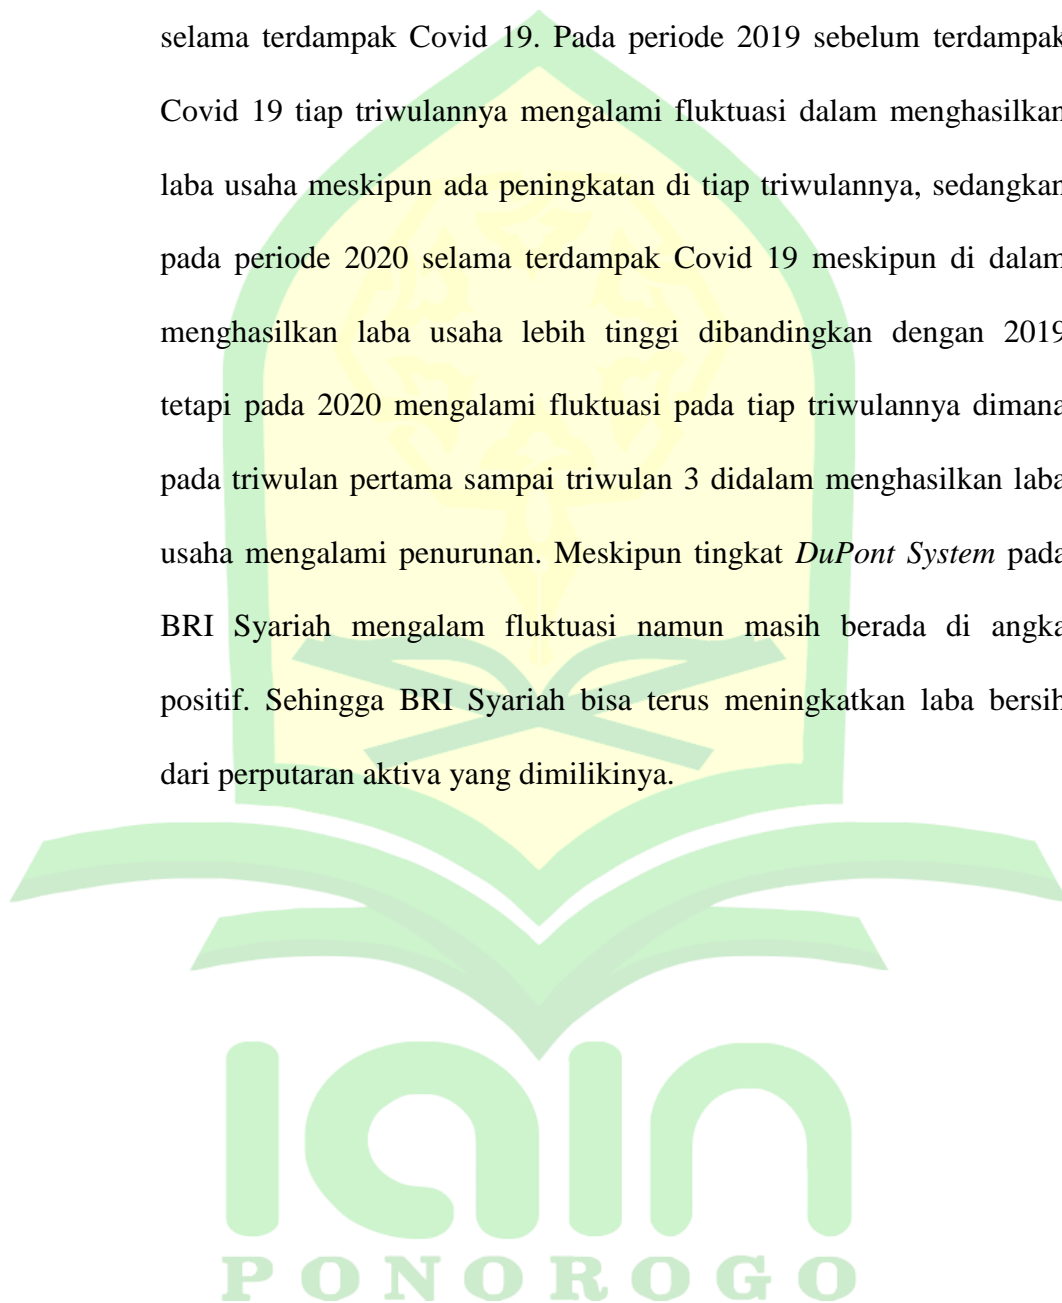 selama terdampak Covid 19. Pada periode 2019 sebelum terdampak
Covid 19 tiap triwulannya mengalami fluktuasi dalam menghasilkan
laba usaha meskipun ada peningkatan di tiap triwulannya, sedangkan
pada periode 2020 selama terdampak Covid 19 meskipun di dalam
menghasilkan laba usaha lebih tinggi dibandingkan dengan 2019
tetapi pada 2020 mengalami fluktuasi pada tiap triwulannya dimana
pada triwulan pertama sampai triwulan 3 didalam menghasilkan laba
usaha mengalami penurunan. Meskipun tingkat DuPont System pada
BRI Syariah mengalam fluktuasi namun masih berada di angka
positif. Sehingga BRI Syariah bisa terus meningkatkan laba bersih
dari perputaran aktiva yang dimilikinya.
iain
PONOROGO